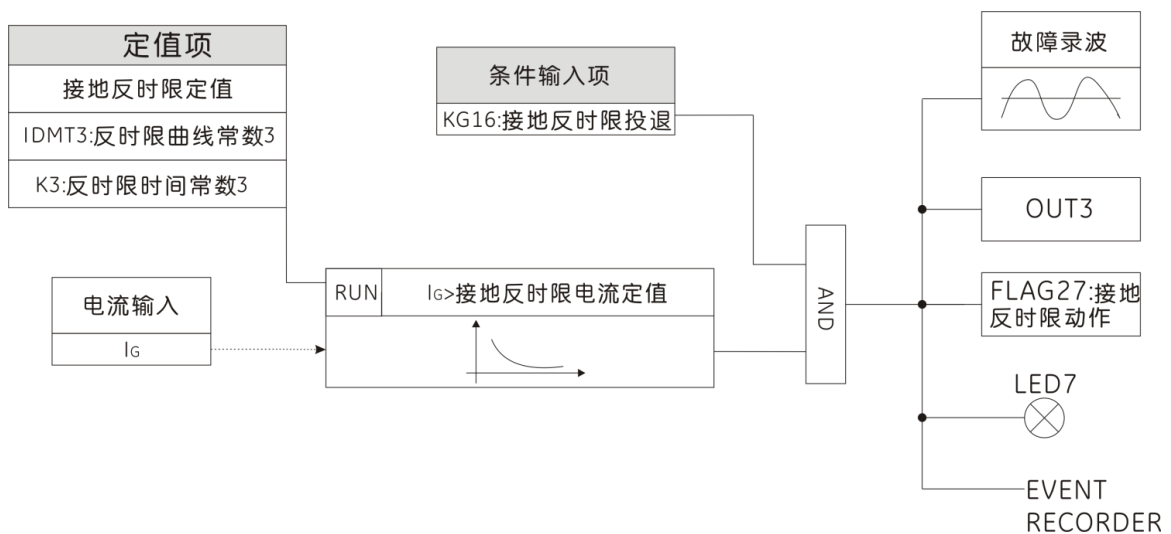 定值项
接地反时限定值
IDMT3:反时限曲线常数3
K3:反时限时间常数3
电流输入
IG
条件输入项
KG16:接地反时限投退
RUN
IG>接地反时限电流定值
AND
故障录波
OUT3
FLAG27:接地
反时限动作
LED7
EVENT
RECORDER